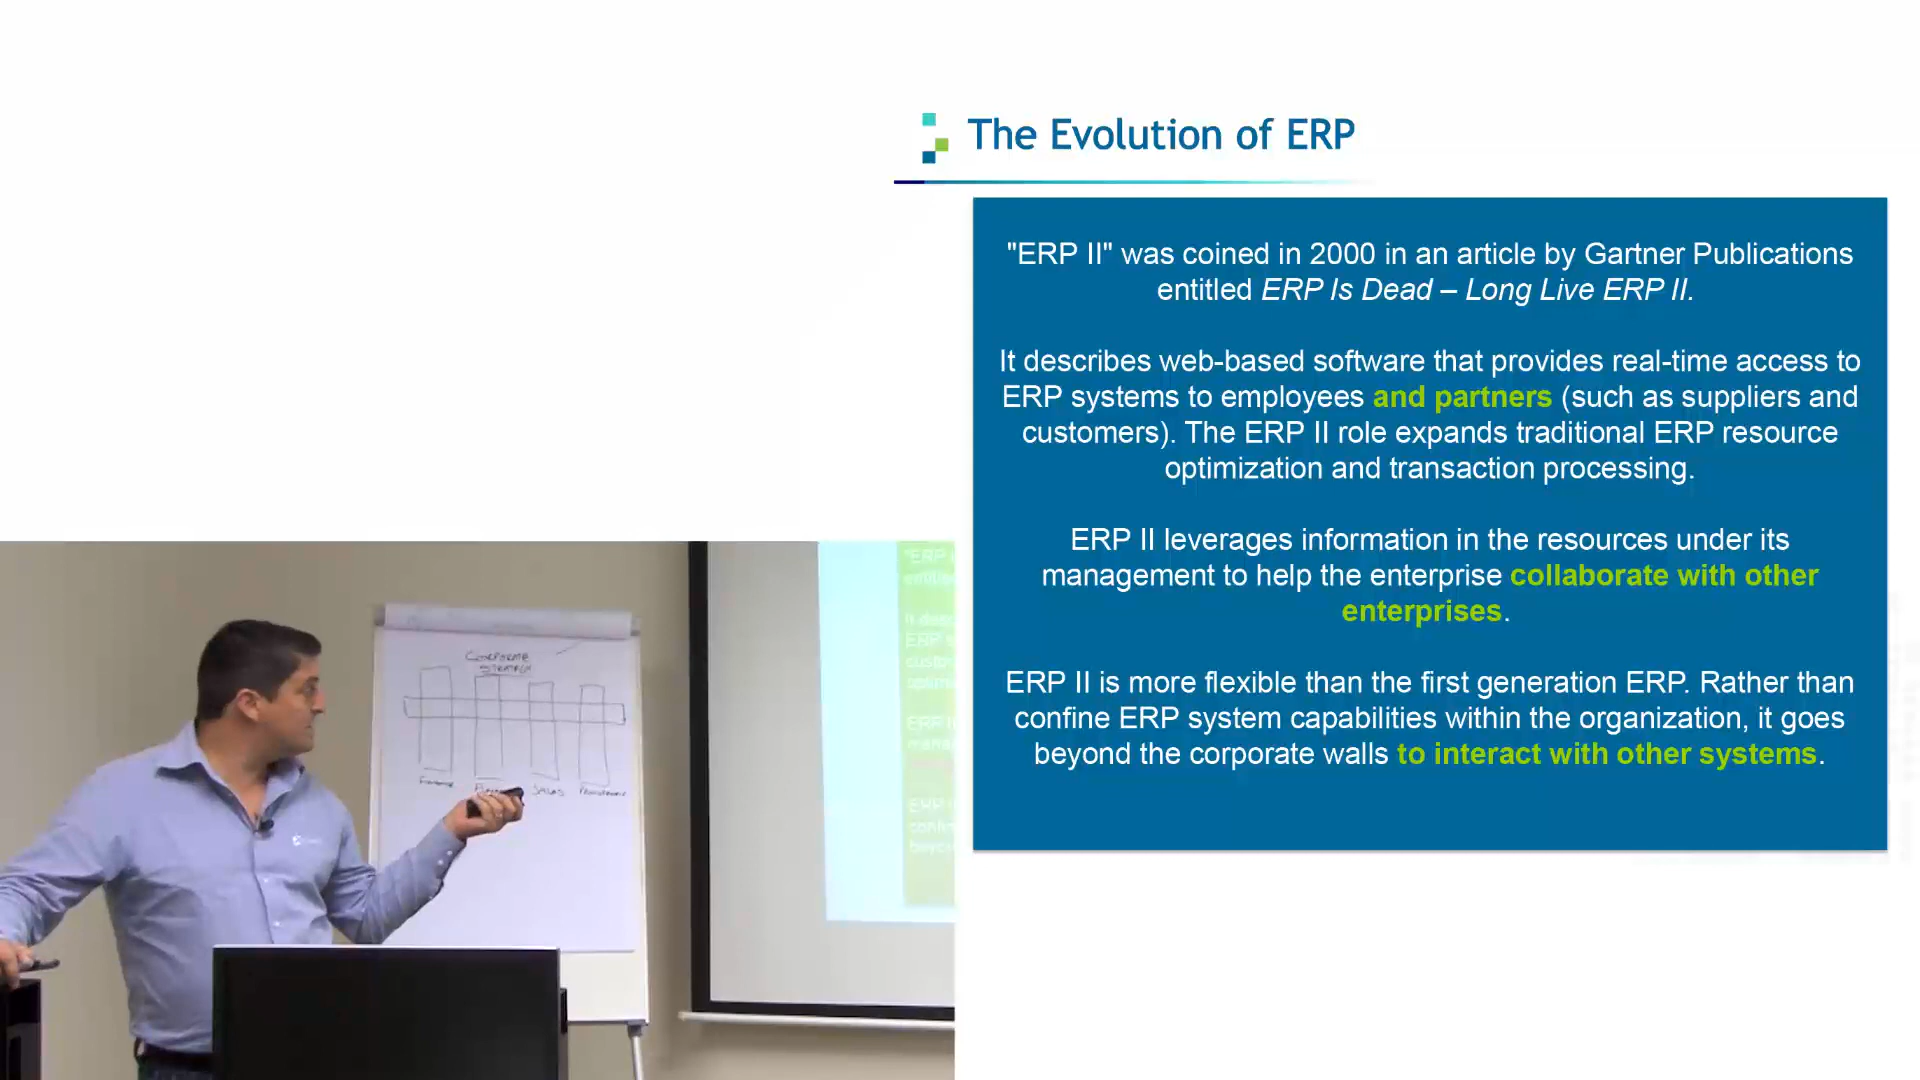 The Evolution of ERP
"ERP II" was coined in 2000 in an article by Gartner Publications
entitled ERP Is Dead – Long Live ERP II.
It describes web-based software that provides real-time access to
ERP systems to employees and partners (such as suppliers and
customers). The ERP II role expands traditional ERP resource
optimization and transaction processing.
ERP II leverages information in the resources under its
management to help the enterprise collaborate with other
enterprises.
ERP II is more flexible than the first generation ERP. Rather than
confine ERP system capabilities within the organization, it goes
beyond the corporate walls to interact with other systems.
CORPORATE
STRATEGY
SALES